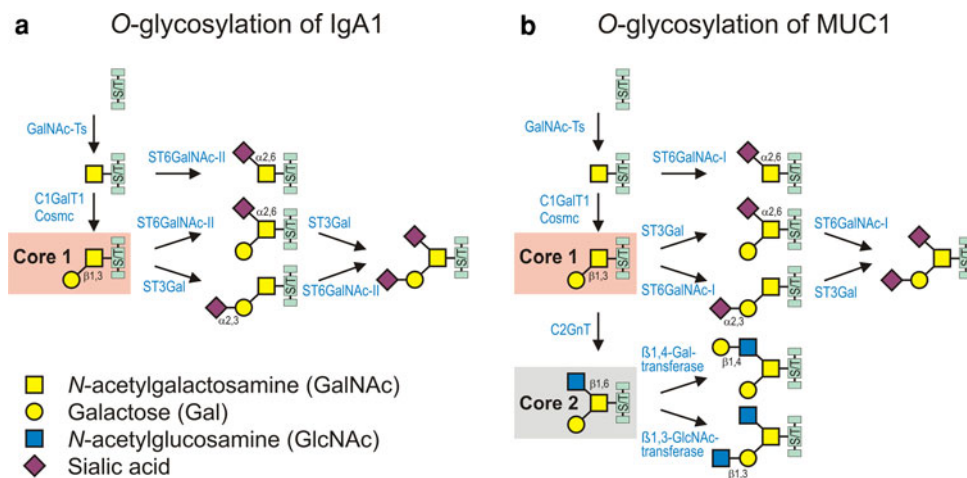 a
O-glycosylation of IgA1
S/T
GalNAc-Ts
S/T
ST6GalNAc-II
α2,6
S/T
C1GalT1
Cosmc
Core 1
β1,3
S/T
ST6GalNAc-II
α2,6
S/T
ST3Gal
ST3Gal
α2,3
S/T
ST6GalNAc-II
S/T
N-acetylgalactosamine (GalNAc)
Galactose (Gal)
N-acetylglucosamine (GlcNAc)
Sialic acid
b
O-glycosylation of MUC1
S/T
GalNAc-Ts
S/T
ST6GalNAc-I
α2,6
S/T
C1GalT1
Cosmc
Core 1
β1,3
S/T
ST3Gal
α2,6
S/T
ST6GalNAc-I
ST6GalNAc-I
α2,3
S/T
ST3Gal
S/T
C2GnT
Core 2
β1,6
S/T
ß1,4-Gal-
transferase
β1,4
S/T
ß1,3-GlcNAc-
transferase
β1,3
S/T